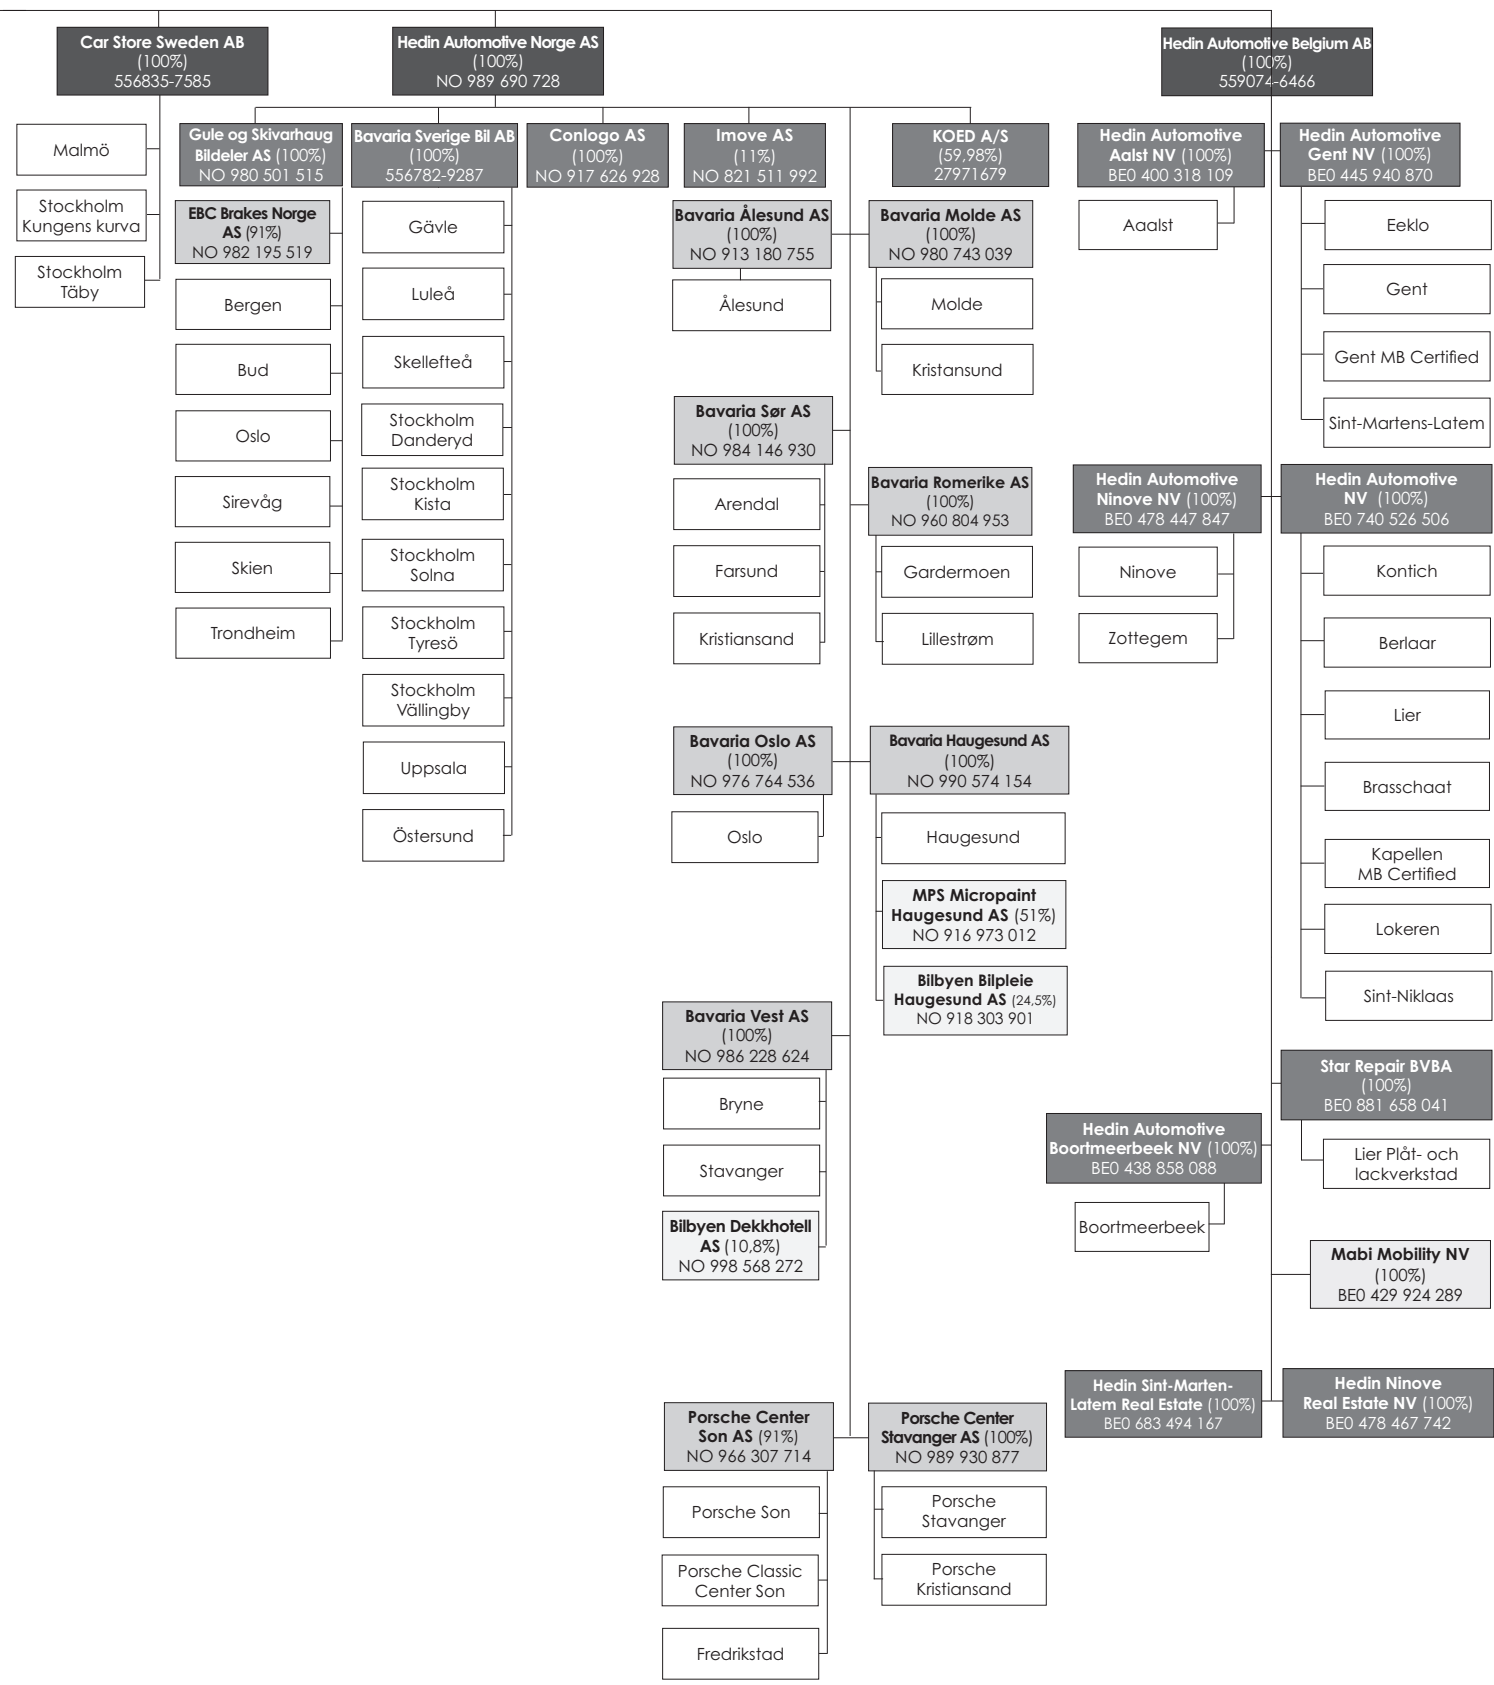 Car Store Sweden AB
(100%)
556835-7585
Malmö
Stockholm
Kungens kurva
Stockholm
Täby
Hedin Automotive Norge AS
(100%)
NO 989 690 728
Gule og Skivarhaug
Bildeler AS (100%)
NO 980 501 515
EBC Brakes Norge
AS (91%)
NO 982 195 519
Bergen
Bud
Oslo
Sirevåg
Skien
Trondheim
Bavaria Sverige Bil AB
(100%)
556782-9287
Gävle
Luleå
Skellefteå
Stockholm
Danderyd
Stockholm
Kista
Stockholm
Solna
Stockholm
Tyresö
Stockholm
Vällingby
Uppsala
Östersund
Conlogo AS
(100%)
NO 917 626 928
Imove AS
(11%)
NO 821 511 992
KOED A/S
(59,98%)
27971679
Bavaria Ålesund AS
(100%)
NO 913 180 755
Ålesund
Bavaria Molde AS
(100%)
NO 980 743 039
Molde
Kristansund
Bavaria Sør AS
(100%)
NO 984 146 930
Arendal
Farsund
Kristiansand
Bavaria Romerike AS
(100%)
NO 960 804 953
Gardermoen
Lillestrøm
Bavaria Oslo AS
(100%)
NO 976 764 536
Oslo
Bavaria Haugesund AS
(100%)
NO 990 574 154
Haugesund
MPS Micropaint
Haugesund AS (51%)
NO 916 973 012
Bilbyen Bilpleie
Haugesund AS (24,5%)
NO 918 303 901
Bavaria Vest AS
(100%)
NO 986 228 624
Bryne
Stavanger
Bilbyen Dekkhotell
AS (10,8%)
NO 998 568 272
Porsche Center
Son AS (91%)
NO 966 307 714
Porsche Son
Porsche Classic
Center Son
Fredrikstad
Porsche Center
Stavanger AS (100%)
NO 989 930 877
Porsche
Stavanger
Porsche
Kristiansand
Hedin Automotive Belgium AB
(100%)
559074-6466
Hedin Automotive
Aalst NV (100%)
BE0 400 318 109
Aaalst
Hedin Automotive
Gent NV (100%)
BE0 445 940 870
Eeklo
Gent
Gent MB Certified
Sint-Martens-Latem
Hedin Automotive
Ninove NV (100%)
BE0 478 447 847
Ninove
Zottegem
Hedin Automotive
NV (100%)
BE0 740 526 506
Kontich
Berlaar
Lier
Brasschaat
Kapellen
MB Certified
Lokeren
Sint-Niklaas
Star Repair BVBA
(100%)
BE0 881 658 041
Lier Plåt- och
lackverkstad
Hedin Automotive
Boortmeerbeek NV (100%)
BE0 438 858 088
Boortmeerbeek
Mabi Mobility NV
(100%)
BE0 429 924 289
Hedin Sint-Marten-
Latem Real Estate (100%)
BE0 683 494 167
Hedin Ninove
Real Estate NV (100%)
BE0 478 467 742